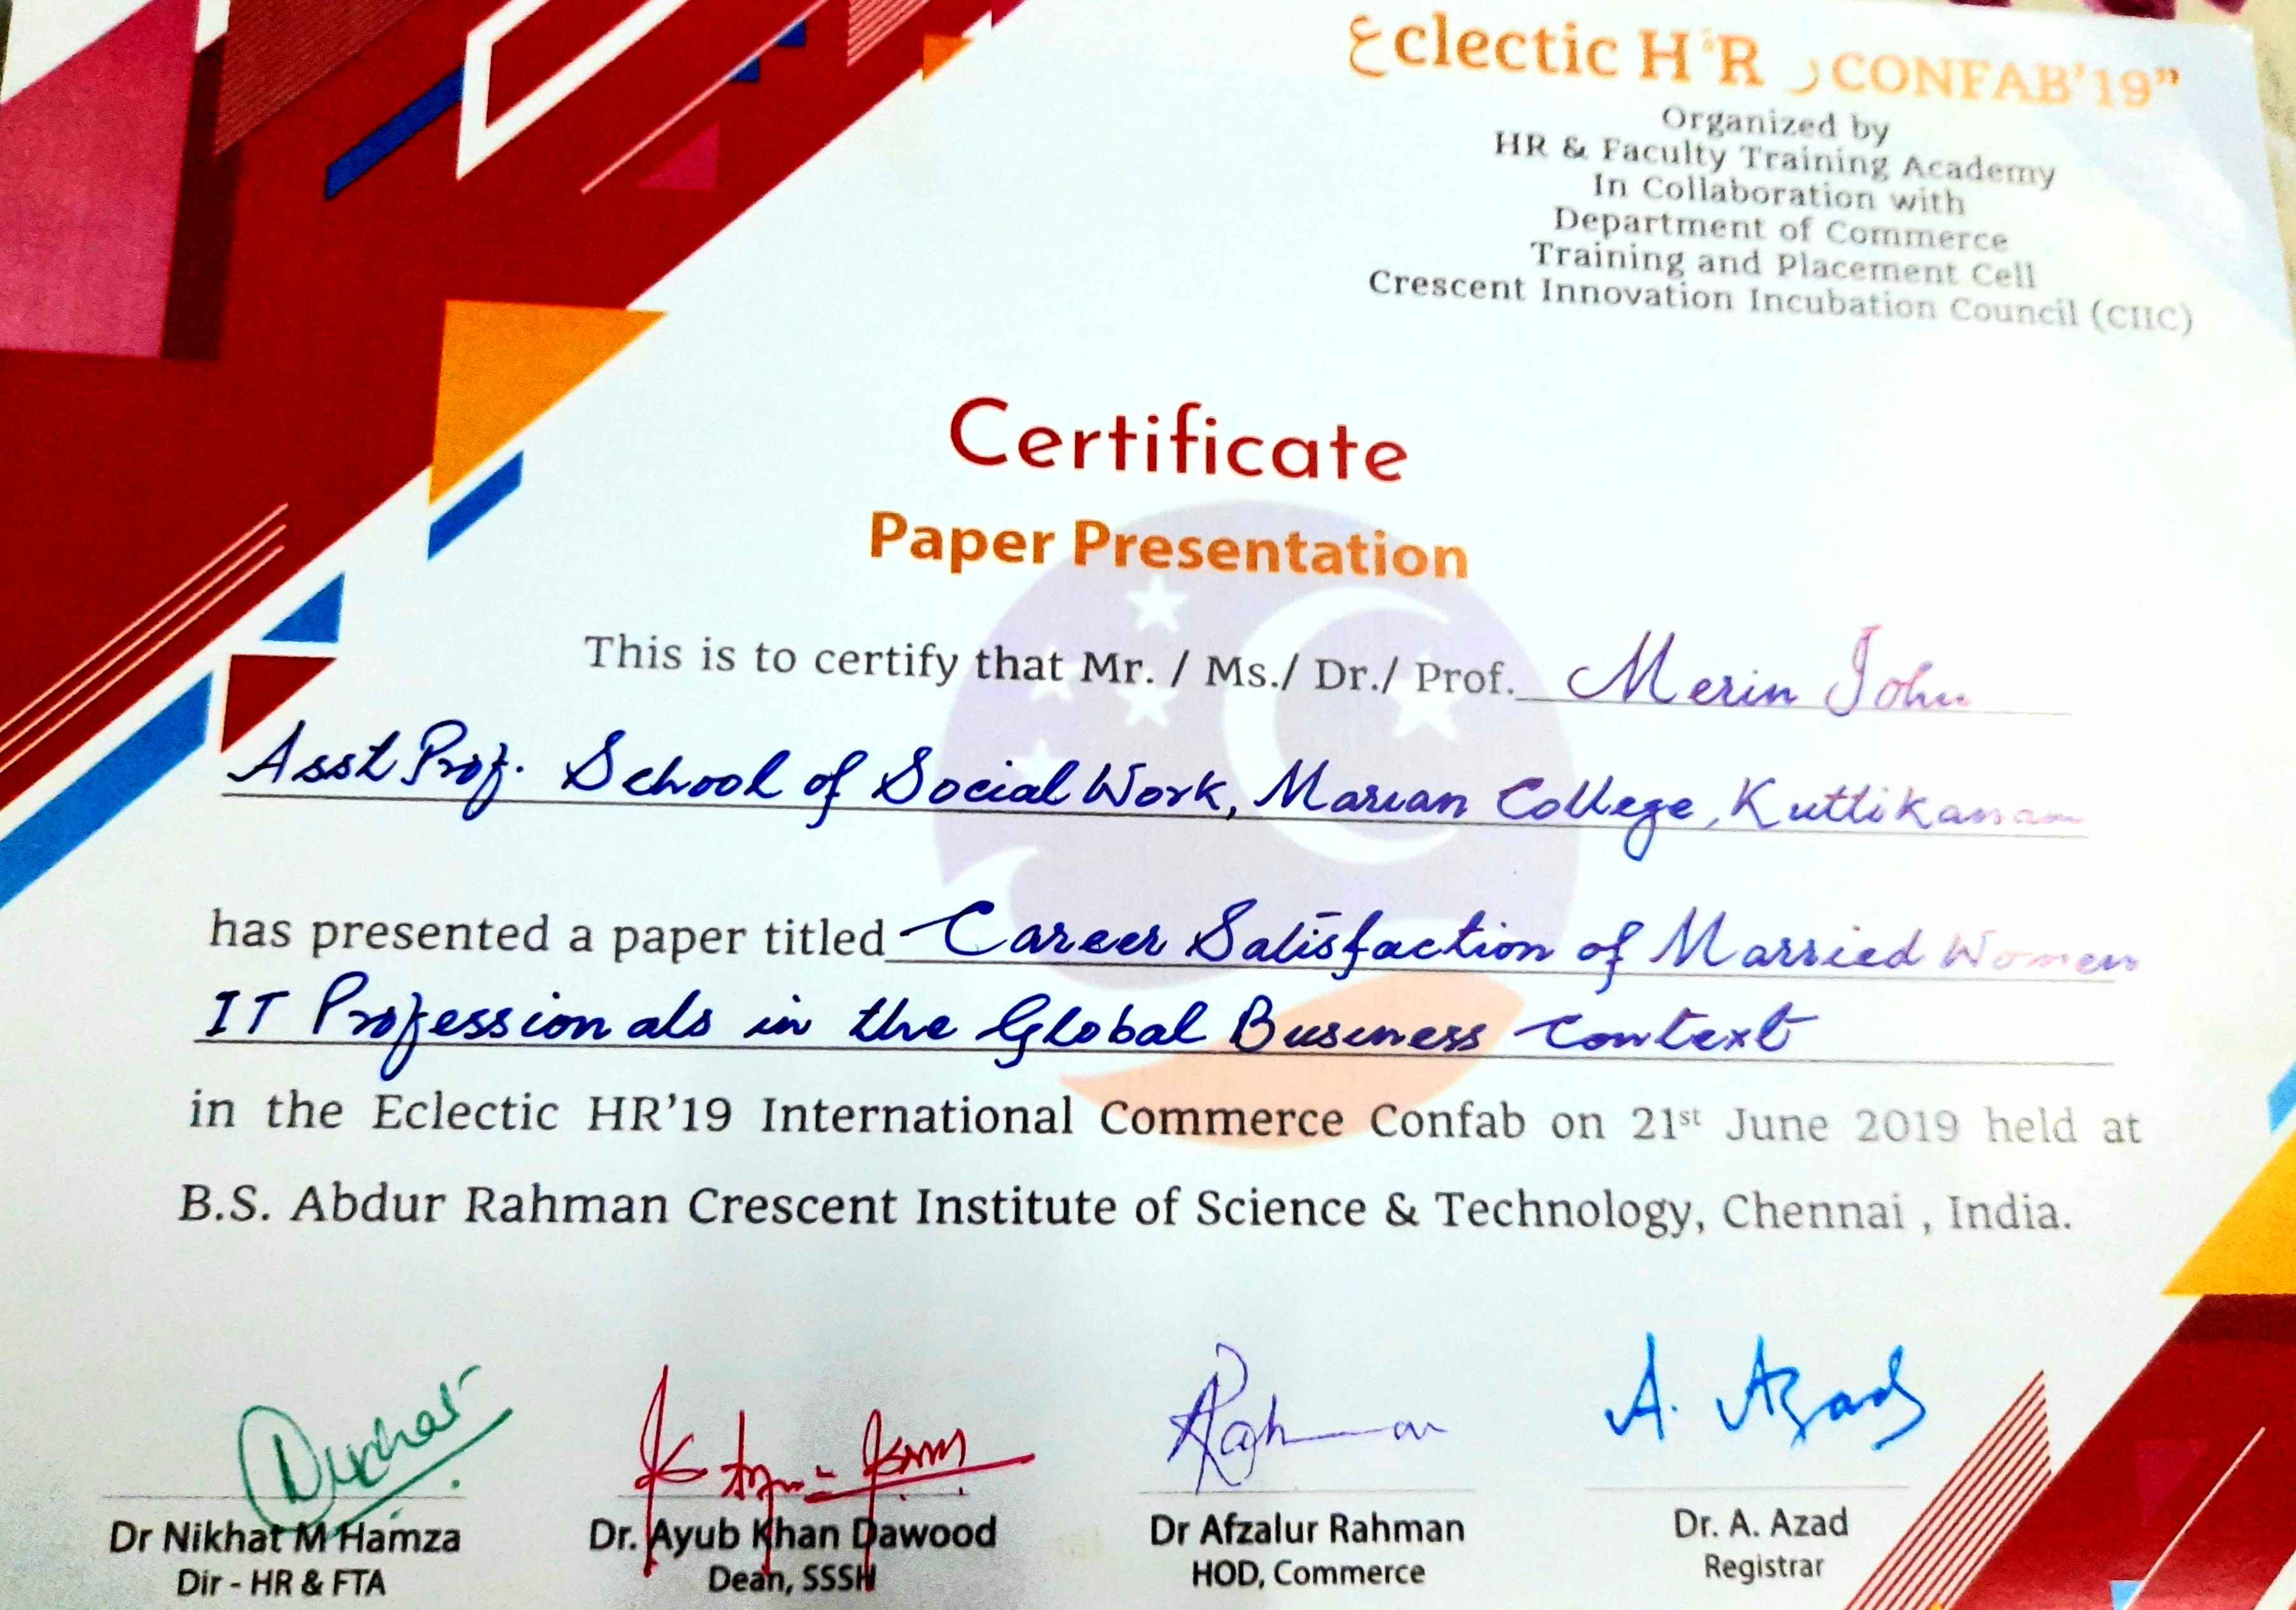 Eclectic HR CONFAB'19"
Organized by
HR & Faculty Training Academy
In Collaboration with
Department of Commerce
Training and Placement Cell
Crescent Innovation Incubation Council (CIIC)
Certificate
Paper Presentation
This is to certify that Mr. / Ms./ Dr./ Prof. Merin John
Asst Prof. School of Social Work, Marian College, Kuttikanam
has presented a paper titled Career Satisfaction of Married Women
IT Professionals in the Global Business Context
in the Eclectic HR'19 International Commerce Confab on 21st June 2019 held at
B.S. Abdur Rahman Crescent Institute of Science & Technology, Chennai , India.
A. Azad
Dr Nikhat M Hamza
Dir - HR & FTA
Dr. Ayub Khan Dawood
Dean, SSSH
Dr Afzalur Rahman
HOD, Commerce
Dr. A. Azad
Registrar